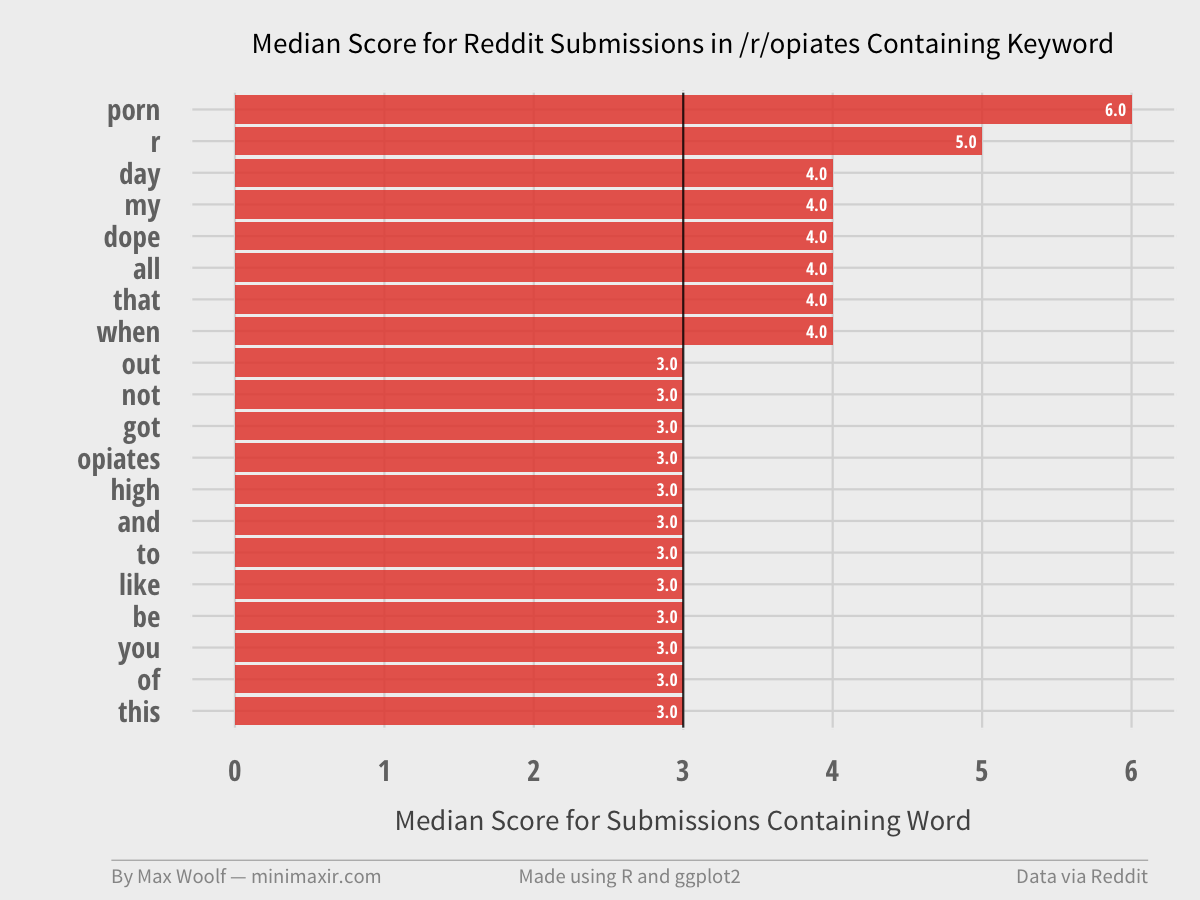 Median Score for Reddit Submissions in /r/opiates Containing Keyword
porn 6.0
r 5.0
day 4.0
my 4.0
dope 4.0
all 4.0
that 4.0
when 4.0
out 3.0
not 3.0
got 3.0
opiates 3.0
high 3.0
and 3.0
to 3.0
like 3.0
be 3.0
you 3.0
of 3.0
this 3.0
0 1 2 3 4 5 6
Median Score for Submissions Containing Word
By Max Woolf — minimaxir.com Made using R and ggplot2 Data via Reddit